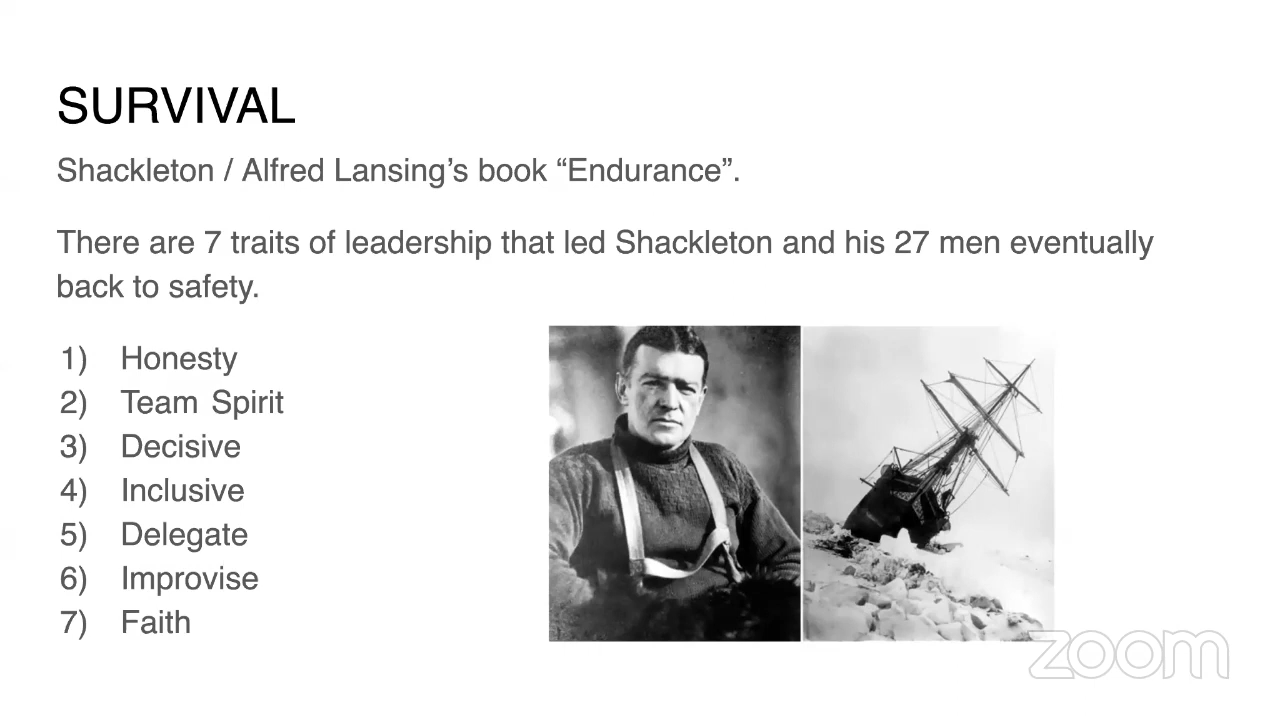 SURVIVAL
Shackleton / Alfred Lansing’s book “Endurance”.
There are 7 traits of leadership that led Shackleton and his 27 men eventually
back to safety.
1) Honesty
2) Team Spirit
3) Decisive
4) Inclusive
5) Delegate
6) Improvise
7) Faith
zoom